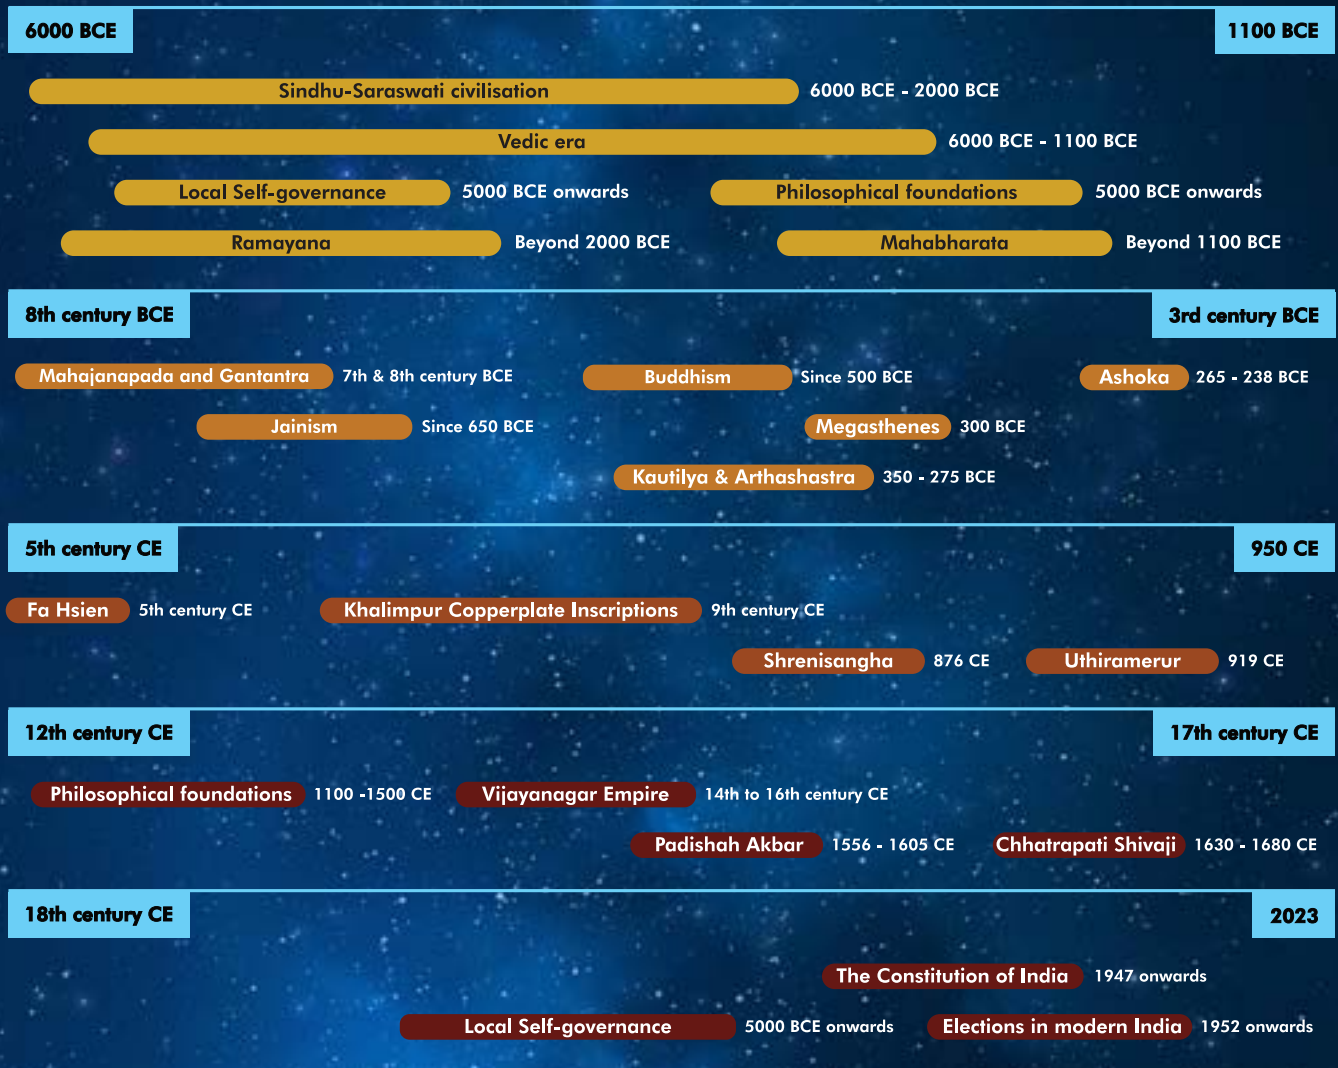 6000 BCE 1100 BCE
Sindhu-Saraswati civilisation 6000 BCE - 2000 BCE
Vedic era 6000 BCE - 1100 BCE
Local Self-governance 5000 BCE onwards Philosophical foundations 5000 BCE onwards
Ramayana Beyond 2000 BCE Mahabharata Beyond 1100 BCE
8th century BCE 3rd century BCE
Mahajanapada and Gantantra 7th & 8th century BCE Buddhism Since 500 BCE Ashoka 265 - 238 BCE
Jainism Since 650 BCE Megasthenes 300 BCE
Kautilya & Arthashastra 350 - 275 BCE
5th century CE 950 CE
Fa Hsien 5th century CE Khalimpur Copperplate Inscriptions 9th century CE
Shrenisangha 876 CE Uthiramerur 919 CE
12th century CE 17th century CE
Philosophical foundations 1100 -1500 CE Vijayanagar Empire 14th to 16th century CE
Padishah Akbar 1556 - 1605 CE Chhatrapati Shivaji 1630 - 1680 CE
18th century CE 2023
The Constitution of India 1947 onwards
Local Self-governance 5000 BCE onwards Elections in modern India 1952 onwards